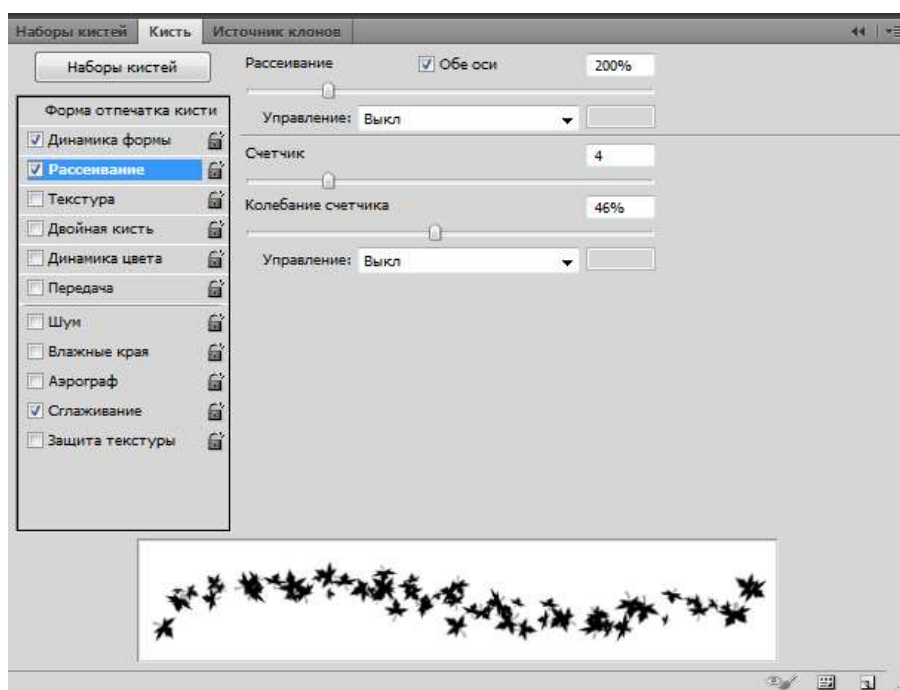 Наборы кистей Кисть Источник клонов
Наборы кистей
Рассеивание Обе оси 200%
Форма отпечатка кисти
Управление: Выкл
Динамика формы
Счетчик 4
Рассеивание
Текстура
Колебание счетчика 46%
Двойная кисть
Динамика цвета
Управление: Выкл
Передача
Шум
Влажные края
Аэрограф
Сглаживание
Защита текстуры